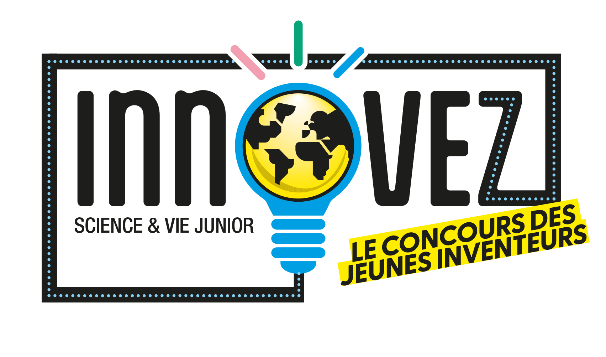 INNOVEZ
SCIENCE & VIE JUNIOR
LE CONCOURS DES
JEUNES INVENTEURS